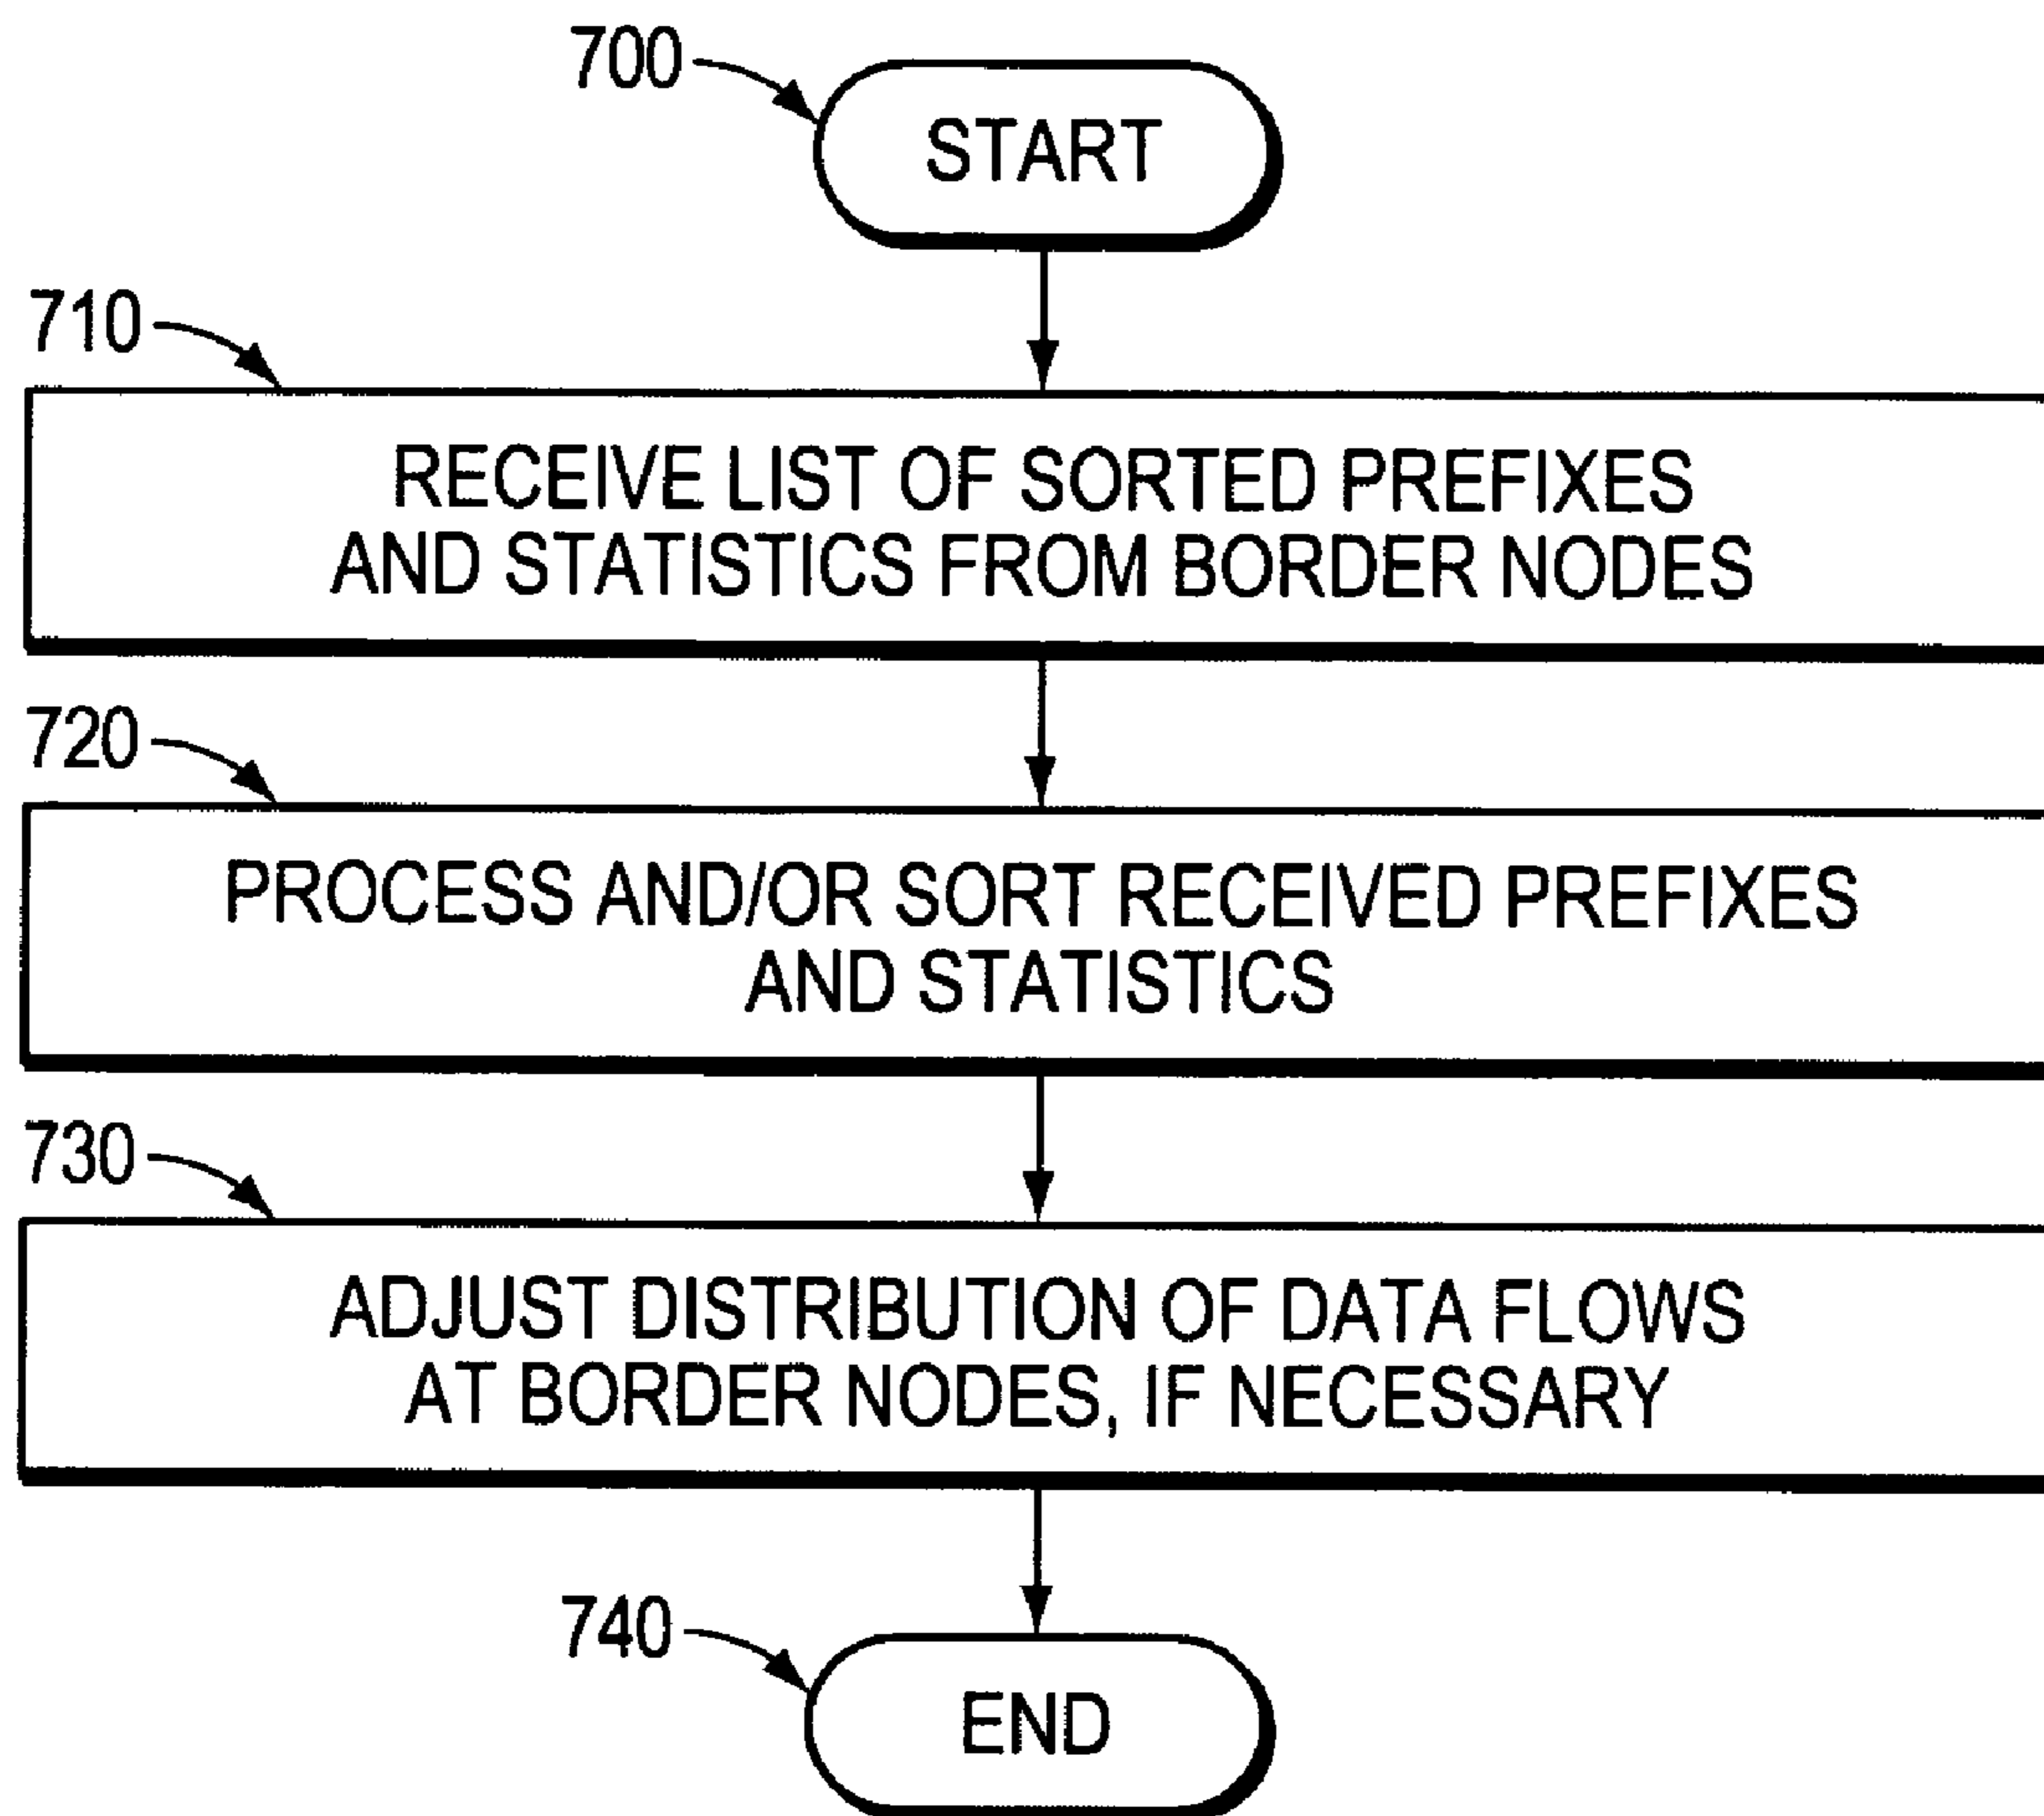 700
START
710
RECEIVE LIST OF SORTED PREFIXES
AND STATISTICS FROM BORDER NODES
720
PROCESS AND/OR SORT RECEIVED PREFIXES
AND STATISTICS
730
ADJUST DISTRIBUTION OF DATA FLOWS
AT BORDER NODES, IF NECESSARY
740
END